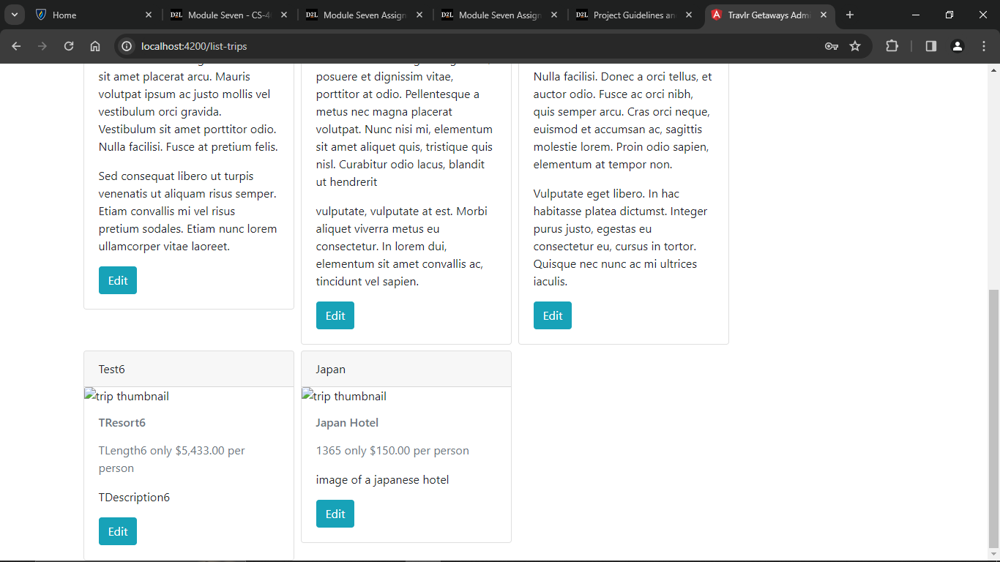 Home
D2L Module Seven - CS-4
D2L Module Seven Assign
D2L Module Seven Assign
D2L Project Guidelines an
Travlr Getaways Admi
localhost:4200/list-trips
sit amet placerat arcu. Mauris
volutpat ipsum ac justo mollis vel
vestibulum orci gravida.
Vestibulum sit amet porttitor odio.
Nulla facilisi. Fusce at pretium felis.
Sed consequat libero ut turpis
venenatis ut aliquam risus semper.
Etiam convallis mi vel risus
pretium sodales. Etiam nunc lorem
ullamcorper vitae laoreet.
Edit
posuere et dignissim vitae,
porttitor at odio. Pellentesque a
metus nec magna placerat
volutpat. Nunc nisi mi, elementum
sit amet aliquet quis, tristique quis
nisl. Curabitur odio lacus, blandit
ut hendrerit
vulputate, vulputate at est. Morbi
aliquet viverra metus eu
consectetur. In lorem dui,
elementum sit amet convallis ac,
tincidunt vel sapien.
Edit
Nulla facilisi. Donec a orci tellus, et
auctor odio. Fusce ac orci nibh,
quis semper arcu. Cras orci neque,
euismod et accumsan ac, sagittis
molestie lorem. Proin odio sapien,
elementum at tempor non.
Vulputate eget libero. In hac
habitasse platea dictumst. Integer
purus justo, egestas eu
consectetur eu, cursus in tortor.
Quisque nec nunc ac mi ultrices
iaculis.
Edit
Test6
trip thumbnail
TResort6
TLength6 only $5,433.00 per
person
TDescription6
Edit
Japan
trip thumbnail
Japan Hotel
1365 only $150.00 per person
image of a japanese hotel
Edit